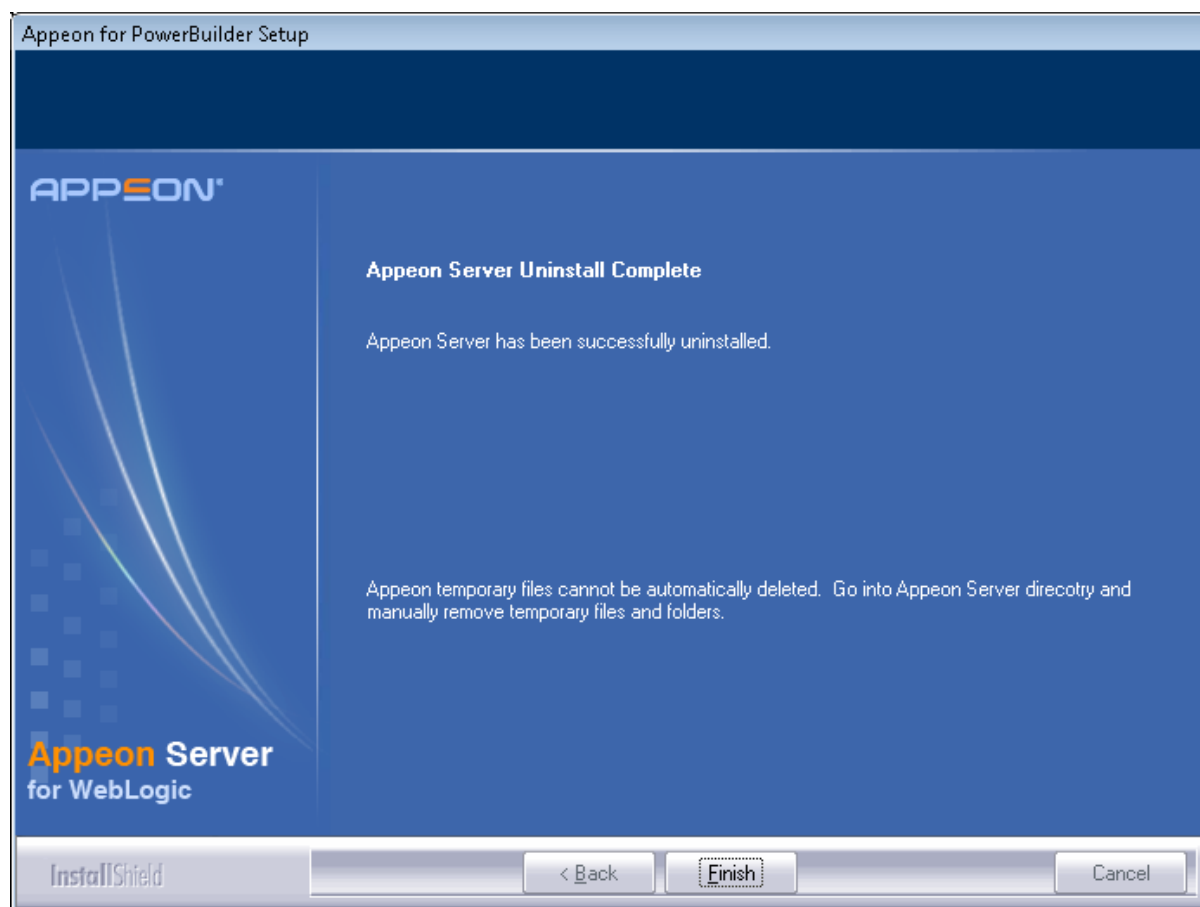 Appeon for PowerBuilder Setup
APPEON®
Appeon Server Uninstall Complete
Appeon Server has been successfully uninstalled.
Appeon temporary files cannot be automatically deleted.  Go into Appeon Server direcotry and
manually remove temporary files and folders.
Appeon Server
for WebLogic
InstallShield
< Back
Finish
Cancel